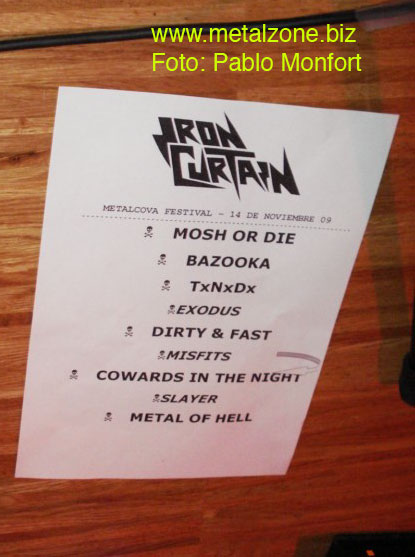 www.metalzone.biz
Foto: Pablo Monfort
IRON
CURTAIN
METALCOVA FESTIVAL - 14 DE NOVIEMBRE 09
MOSH OR DIE
BAZOOKA
TxNxDx
EXODUS
DIRTY & FAST
MISFITS
COWARDS IN THE NIGHT
SLAYER
METAL OF HELL